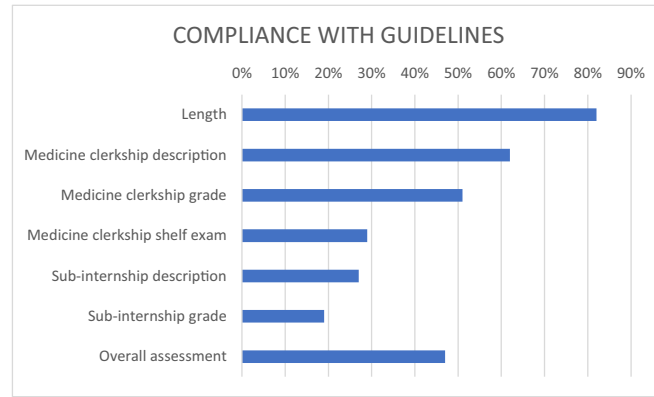 COMPLIANCE WITH GUIDELINES
0% 10% 20% 30% 40% 50% 60% 70% 80% 90%
Length
Medicine clerkship description
Medicine clerkship grade
Medicine clerkship shelf exam
Sub-internship description
Sub-internship grade
Overall assessment